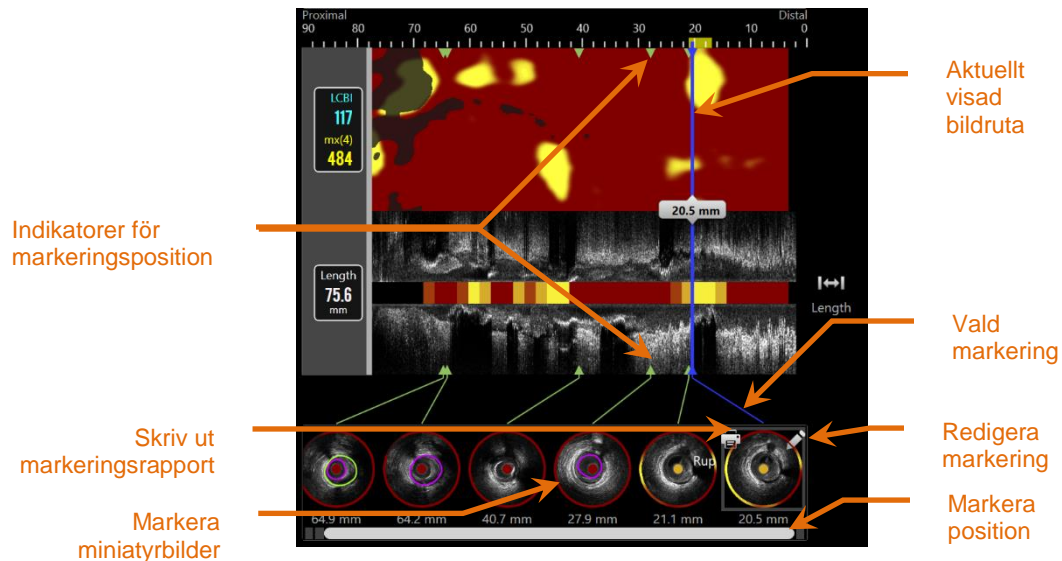 Proximal
Distal
90 80 70 60 50 40 30 20 10 0
LCBI
117
mx(4)
484
Aktuellt
visad
bildruta
20.5 mm
Indikatorer för
markeringsposition
Length
75.6
mm
Length
Vald
markering
Skriv ut
markeringsrapport
Redigera
markering
Rup
Markera
miniatyrbilder
64.9 mm 64.2 mm 40.7 mm 27.9 mm 21.1 mm 20.5 mm
Markera
position